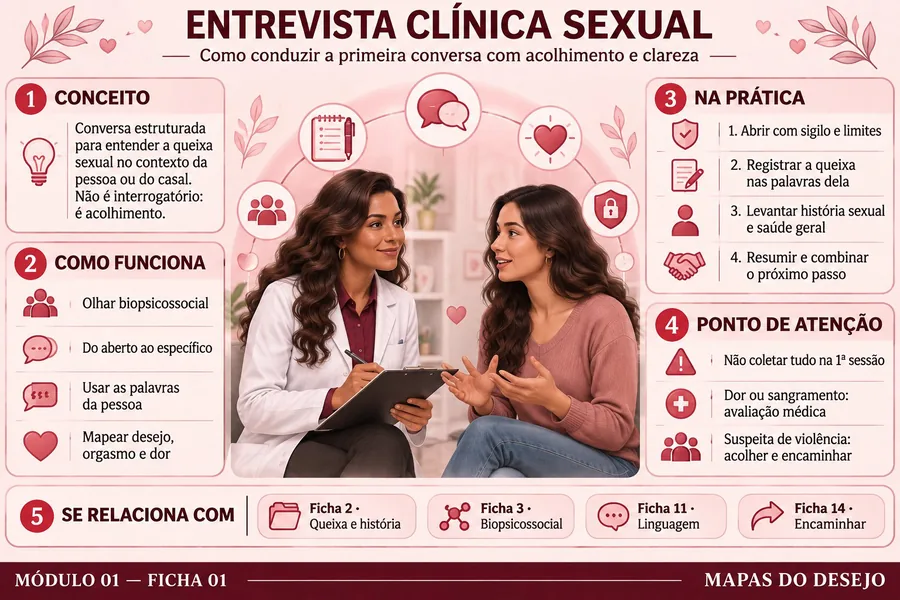 ENTREVISTA CLÍNICA SEXUAL
Como conduzir a primeira conversa com acolhimento e clareza
1 CONCEITO
Conversa estruturada
para entender a queixa
sexual no contexto da
pessoa ou do casal.
Não é interrogatório:
é acolhimento.
2 COMO FUNCIONA
Olhar biopsicossocial
Do aberto ao específico
Usar as palavras
da pessoa
Mapear desejo,
orgasmo e dor
3 NA PRÁTICA
1. Abrir com sigilo e limites
2. Registrar a queixa
nas palavras dela
3. Levantar história sexual
e saúde geral
4. Resumir e combinar
o próximo passo
4 PONTO DE ATENÇÃO
Não coletar tudo na 1ª sessão
Dor ou sangramento:
avaliação médica
Suspeita de violência:
acolher e encaminhar
5 SE RELACIONA COM
Ficha 2 ·
Queixa e história
Ficha 3 ·
Biopsicossocial
Ficha 11 ·
Linguagem
Ficha 14 ·
Encaminhar
MÓDULO 01 — FICHA 01
MAPAS DO DESEJO